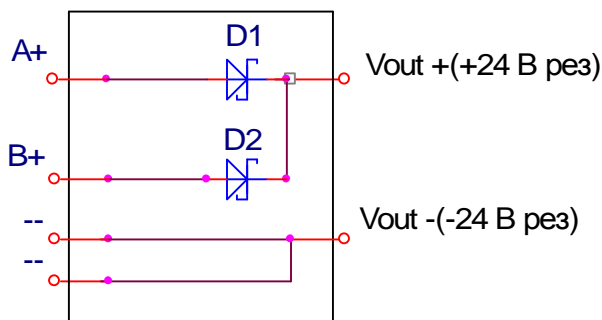 A+
D1
Vout +(+24 В рез)
B+
D2
--
Vout -(-24 В рез)
--